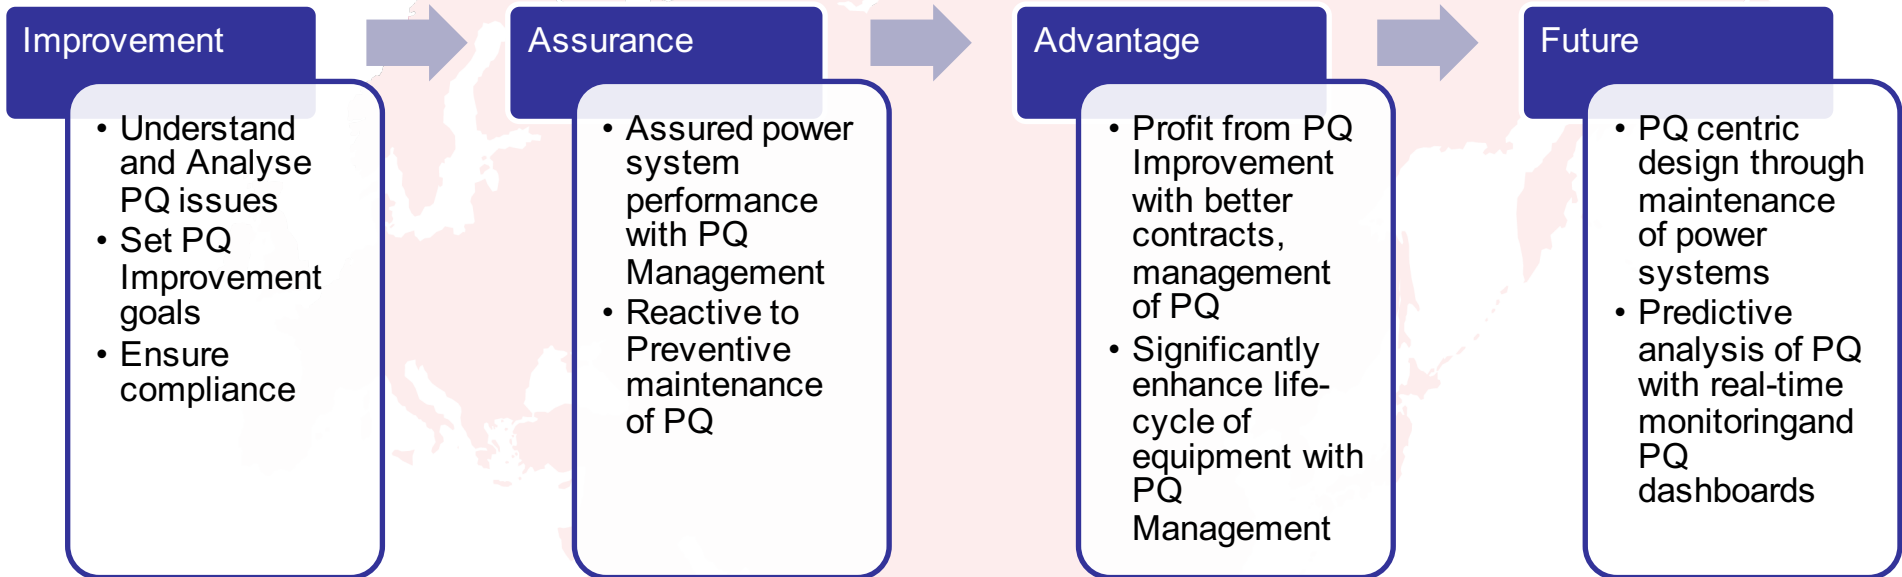 Improvement
• Understand
and Analyse
PQ issues
• Set PQ
Improvement
goals
• Ensure
compliance
Assurance
• Assured power
system
performance
with PQ
Management
• Reactive to
Preventive
maintenance
of PQ
Advantage
• Profit from PQ
Improvement
with better
contracts,
management
of PQ
• Significantly
enhance life-
cycle of
equipment with
PQ
Management
Future
• PQ centric
design through
maintenance
of power
systems
• Predictive
analysis of PQ
with real-time
monitoringand
PQ
dashboards